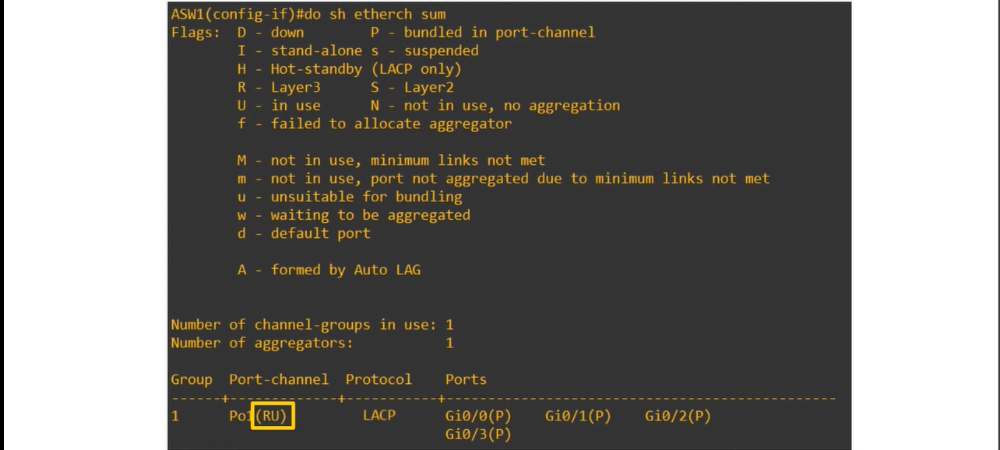 ASW1(config-if)#do sh etherch sum
Flags:  D - down        P - bundled in port-channel
        I - stand-alone s - suspended
        H - Hot-standby (LACP only)
        R - Layer3      S - Layer2
        U - in use      N - not in use, no aggregation
        f - failed to allocate aggregator
        M - not in use, minimum links not met
        m - not in use, port not aggregated due to minimum links not met
        u - unsuitable for bundling
        w - waiting to be aggregated
        d - default port
        A - formed by Auto LAG
Number of channel-groups in use: 1
Number of aggregators:           1
Group  Port-channel  Protocol    Ports
------+-------------+-----------+-----------------------------------------------
1      Po1(RU)         LACP      Gi0/0(P)    Gi0/1(P)    Gi0/2(P)
                                 Gi0/3(P)